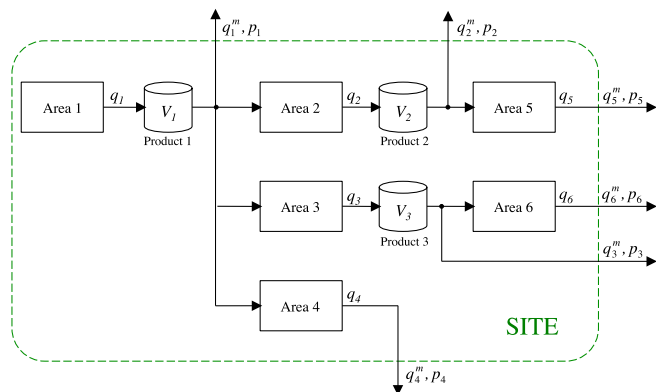 q₁ᵐ, p₁
q₂ᵐ, p₂
Area 1
q₁
V₁
Product 1
Area 2
q₂
V₂
Product 2
Area 5
q₅
q₅ᵐ, p₅
Area 3
q₃
V₃
Product 3
Area 6
q₆
q₆ᵐ, p₆
q₃ᵐ, p₃
Area 4
q₄
SITE
q₄ᵐ, p₄